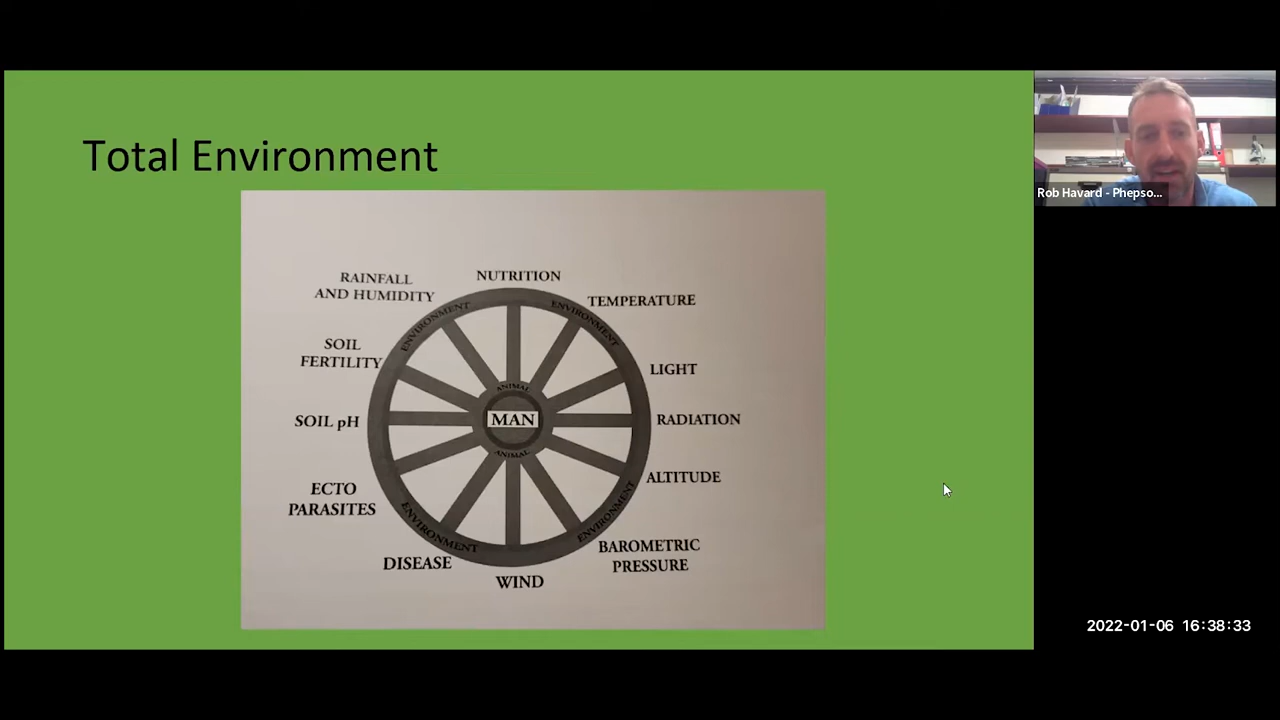 Total Environment
RAINFALL
AND HUMIDITY
NUTRITION
TEMPERATURE
SOIL
FERTILITY
LIGHT
SOIL pH
RADIATION
ECTO
PARASITES
ALTITUDE
DISEASE
WIND
BAROMETRIC
PRESSURE
ENVIRONMENT
ENVIRONMENT
ANIMAL
MAN
ANIMAL
ENVIRONMENT
ENVIRONMENT
Rob Havard - Phepso...
2022-01-06 16:38:33